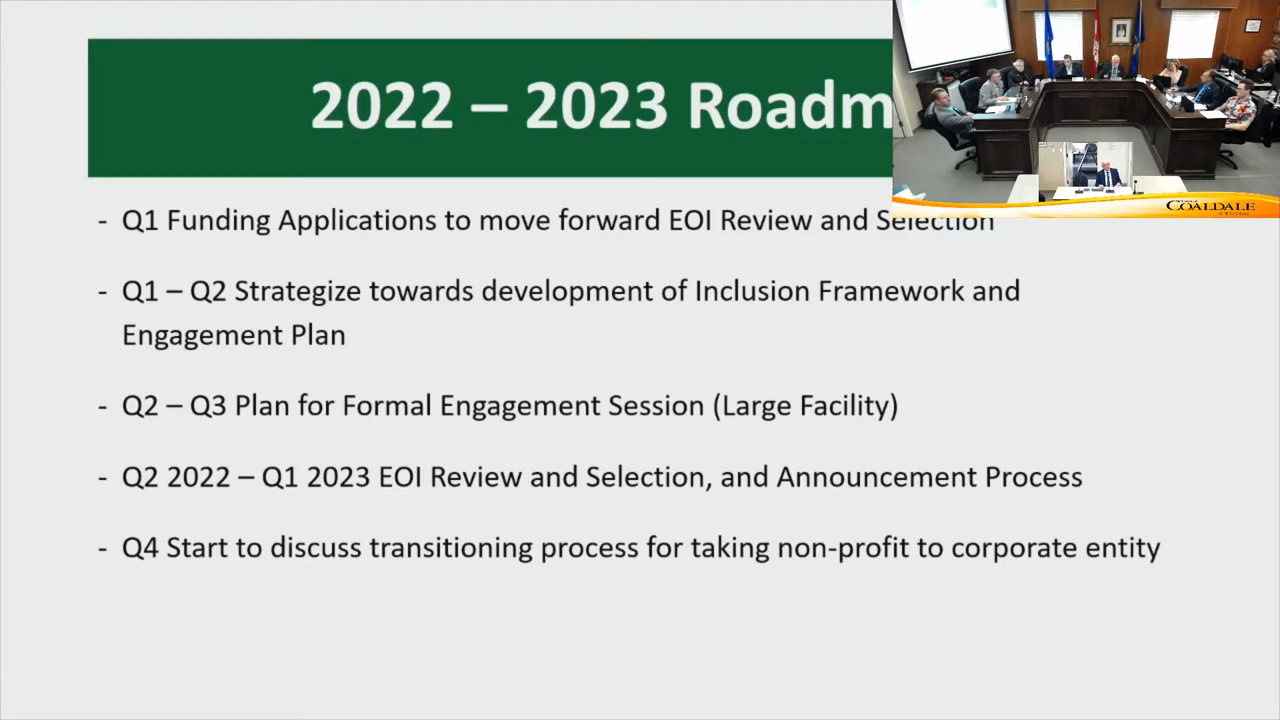 2022 – 2023 Roadm
- Q1 Funding Applications to move forward EOI Review and Selection
- Q1 – Q2 Strategize towards development of Inclusion Framework and
Engagement Plan
- Q2 – Q3 Plan for Formal Engagement Session (Large Facility)
- Q2 2022 – Q1 2023 EOI Review and Selection, and Announcement Process
- Q4 Start to discuss transitioning process for taking non-profit to corporate entity
COALDALE